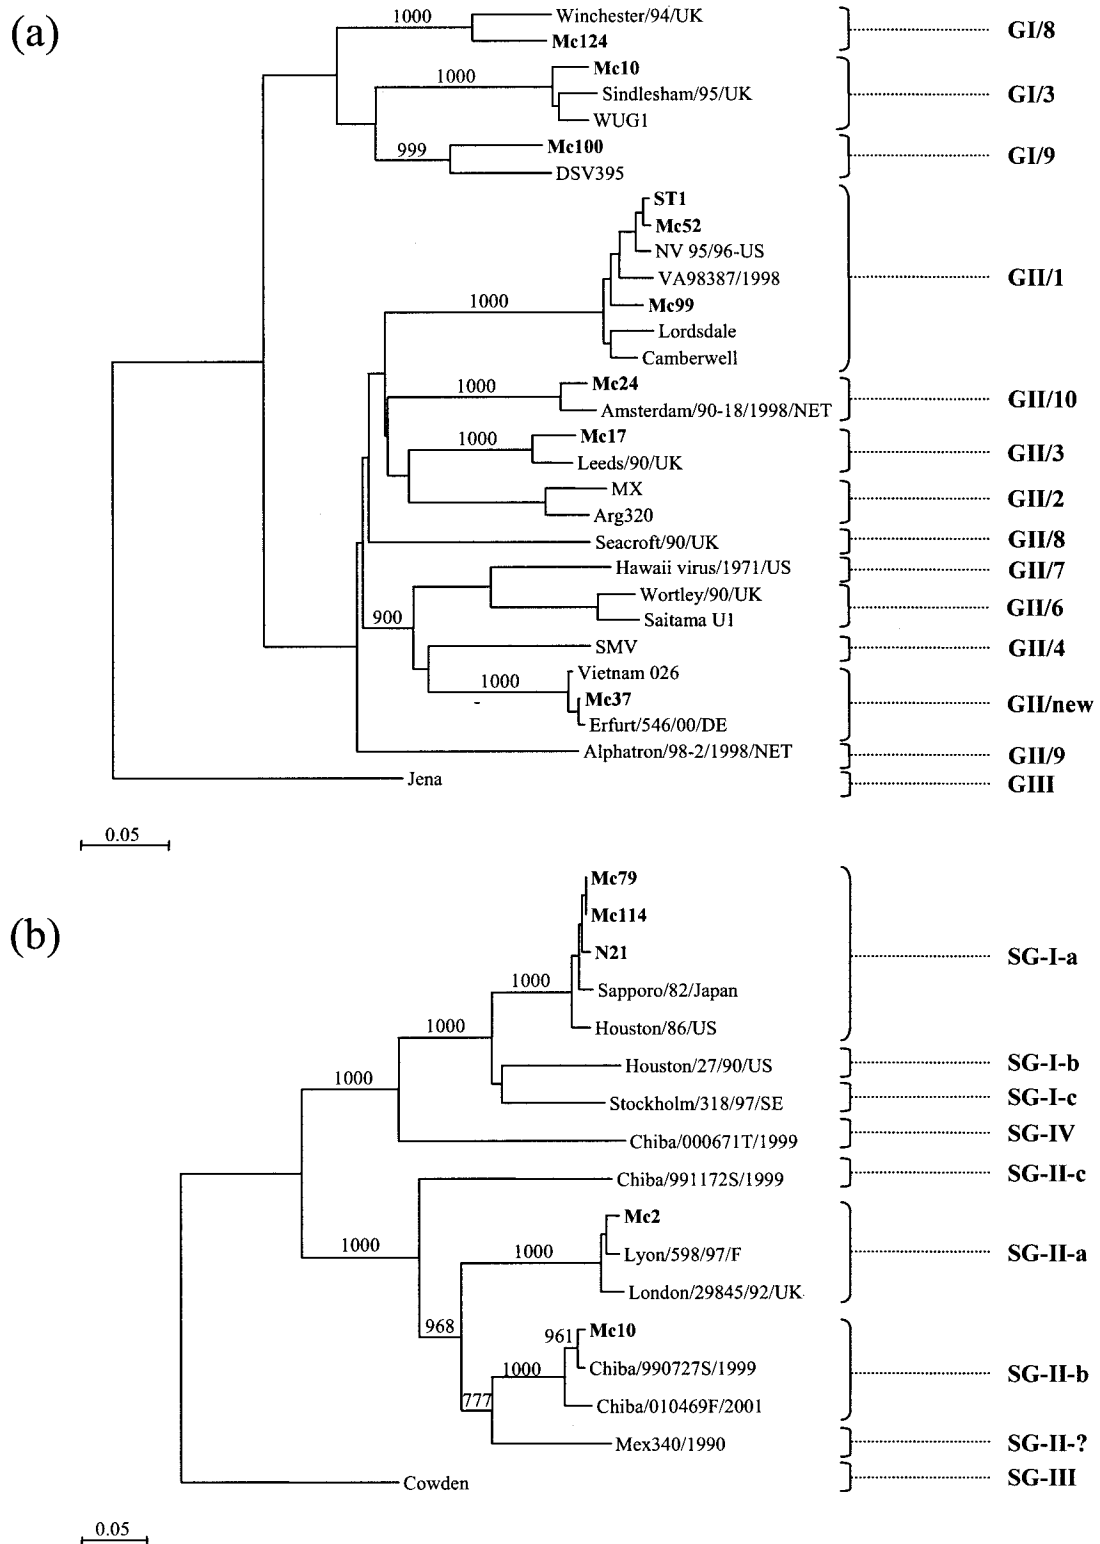 (a)
1000
Winchester/94/UK
Mc124
GI/8
1000
Mc10
Sindlesham/95/UK
WUG1
GI/3
999
Mc100
DSV395
GI/9
ST1
Mc52
NV 95/96-US
VA98387/1998
GII/1
1000
Mc99
Lordsdale
Camberwell
1000
Mc24
Amsterdam/90-18/1998/NET
GII/10
1000
Mc17
Leeds/90/UK
GII/3
MX
Arg320
GII/2
Seacroft/90/UK
GII/8
Hawaii virus/1971/US
GII/7
Wortley/90/UK
Saitama U1
GII/6
900
SMV
GII/4
Vietnam 026
1000
Mc37
Erfurt/546/00/DE
GII/new
Alphatron/98-2/1998/NET
GII/9
Jena
GIII
0.05
(b)
Mc79
Mc114
N21
SG-I-a
1000
Sapporo/82/Japan
Houston/86/US
1000
Houston/27/90/US
SG-I-b
1000
Stockholm/318/97/SE
SG-I-c
Chiba/000671T/1999
SG-IV
Chiba/991172S/1999
SG-II-c
Mc2
1000
1000
Lyon/598/97/F
SG-II-a
London/29845/92/UK
968
961
Mc10
1000
Chiba/990727S/1999
SG-II-b
777
Chiba/010469F/2001
Mex340/1990
SG-II-?
Cowden
SG-III
0.05